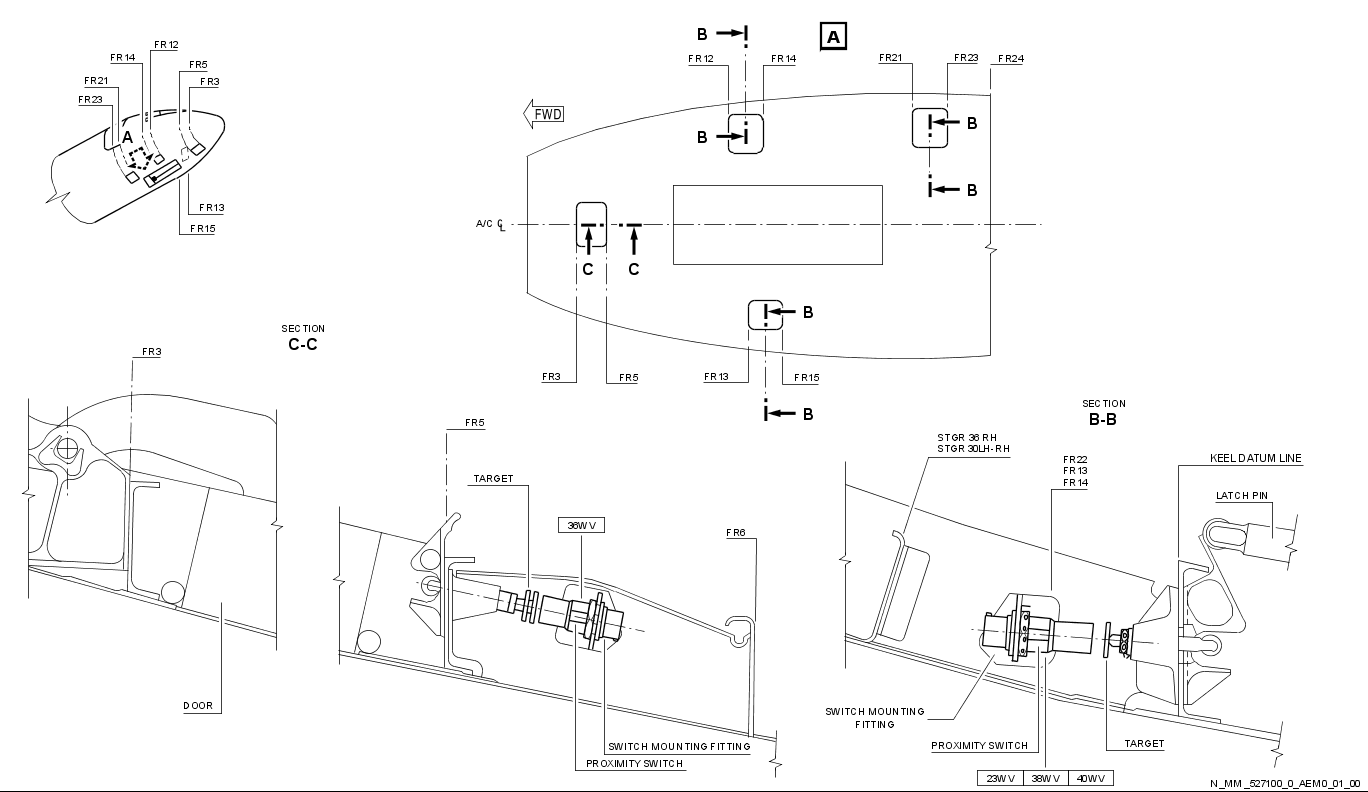 FR12
FR14
FR5
FR21
FR3
FR23
A
FR13
FR15
B
A
FR12
FR14
FR21
FR23
FR24
FWD
B
B
B
A/C CL
C
C
B
FR3
FR5
FR13
FR15
B
SECTION
C-C
FR3
DOOR
FR5
TARGET
36WV
FR6
SWITCH MOUNTING FITTING
PROXIMITY SWITCH
SECTION
B-B
STGR 36 RH
STGR 30LH-RH
FR22
FR13
FR14
KEEL DATUM LINE
LATCH PIN
SWITCH MOUNTING
FITTING
PROXIMITY SWITCH
TARGET
23WV 38WV 40WV
N_MM_527100_0_AEM0_01_00